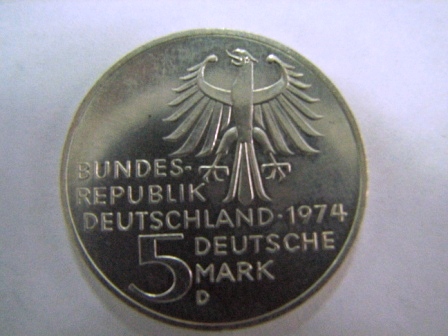 BUNDES-
REPUBLIK
DEUTSCHLAND · 1974
5 DEUTSCHE
MARK
D